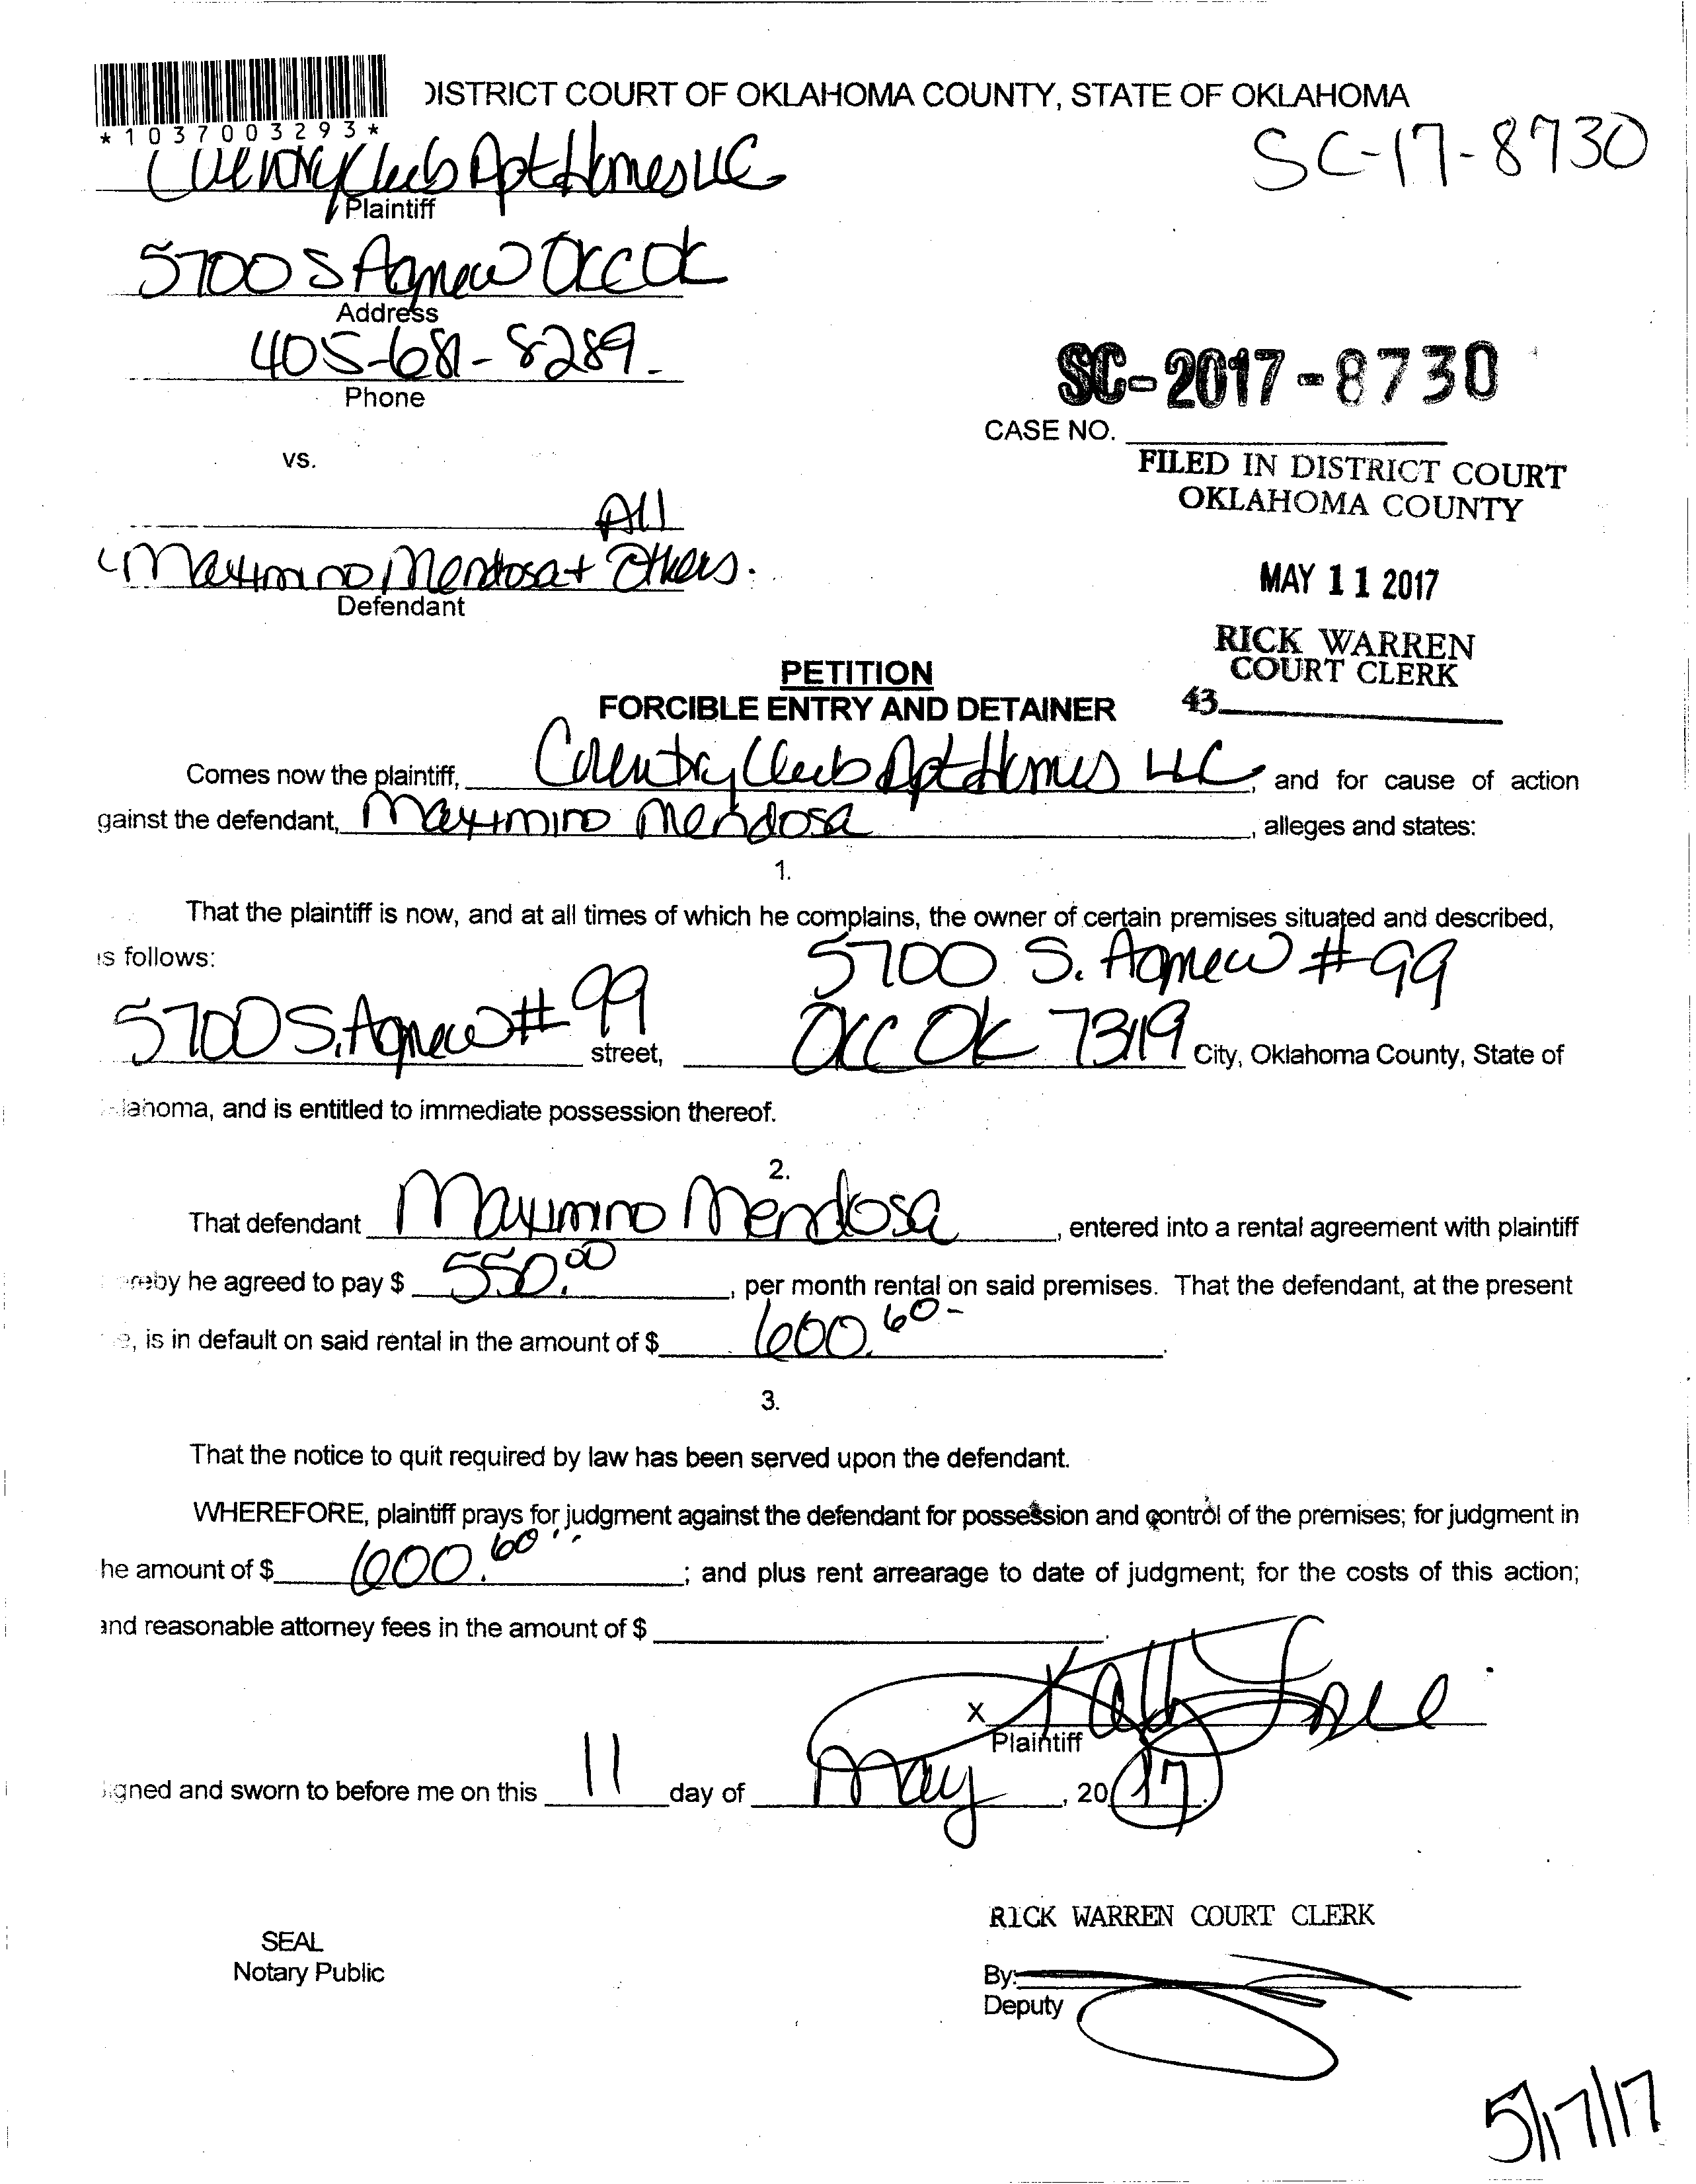 DISTRICT COURT OF OKLAHOMA COUNTY, STATE OF OKLAHOMA
*1037003293*
SC-17-8730
Country Club Apt Homes LLC
Plaintiff
5700 S Agnew OKC OK
Address
405-681-8289
Phone
SC-2017-8730
CASE NO.
vs.
FILED IN DISTRICT COURT
OKLAHOMA COUNTY
All
Maximino Mendosa + Others.
Defendant
MAY 11 2017
RICK WARREN
COURT CLERK
43
PETITION
FORCIBLE ENTRY AND DETAINER
Comes now the plaintiff, Country Club Apt Homes LLC, and for cause of action
gainst the defendant, Maximino Mendosa, alleges and states:
1.
That the plaintiff is now, and at all times of which he complains, the owner of certain premises situated and described,
s follows:
5700 S. Agnew #99
5700 S. Agnew #99 street, OKC OK 73119 City, Oklahoma County, State of
lahoma, and is entitled to immediate possession thereof.
2.
That defendant Maximino Mendosa, entered into a rental agreement with plaintiff
reby he agreed to pay $ 550.00, per month rental on said premises. That the defendant, at the present
e, is in default on said rental in the amount of $ 600.60-.
3.
That the notice to quit required by law has been served upon the defendant.
WHEREFORE, plaintiff prays for judgment against the defendant for possession and control of the premises; for judgment in
he amount of $ 600.60; and plus rent arrearage to date of judgment; for the costs of this action;
and reasonable attorney fees in the amount of $
X
Plaintiff
igned and sworn to before me on this 11 day of May, 2017.
RICK WARREN COURT CLERK
SEAL
Notary Public
By:
Deputy
5/17/17